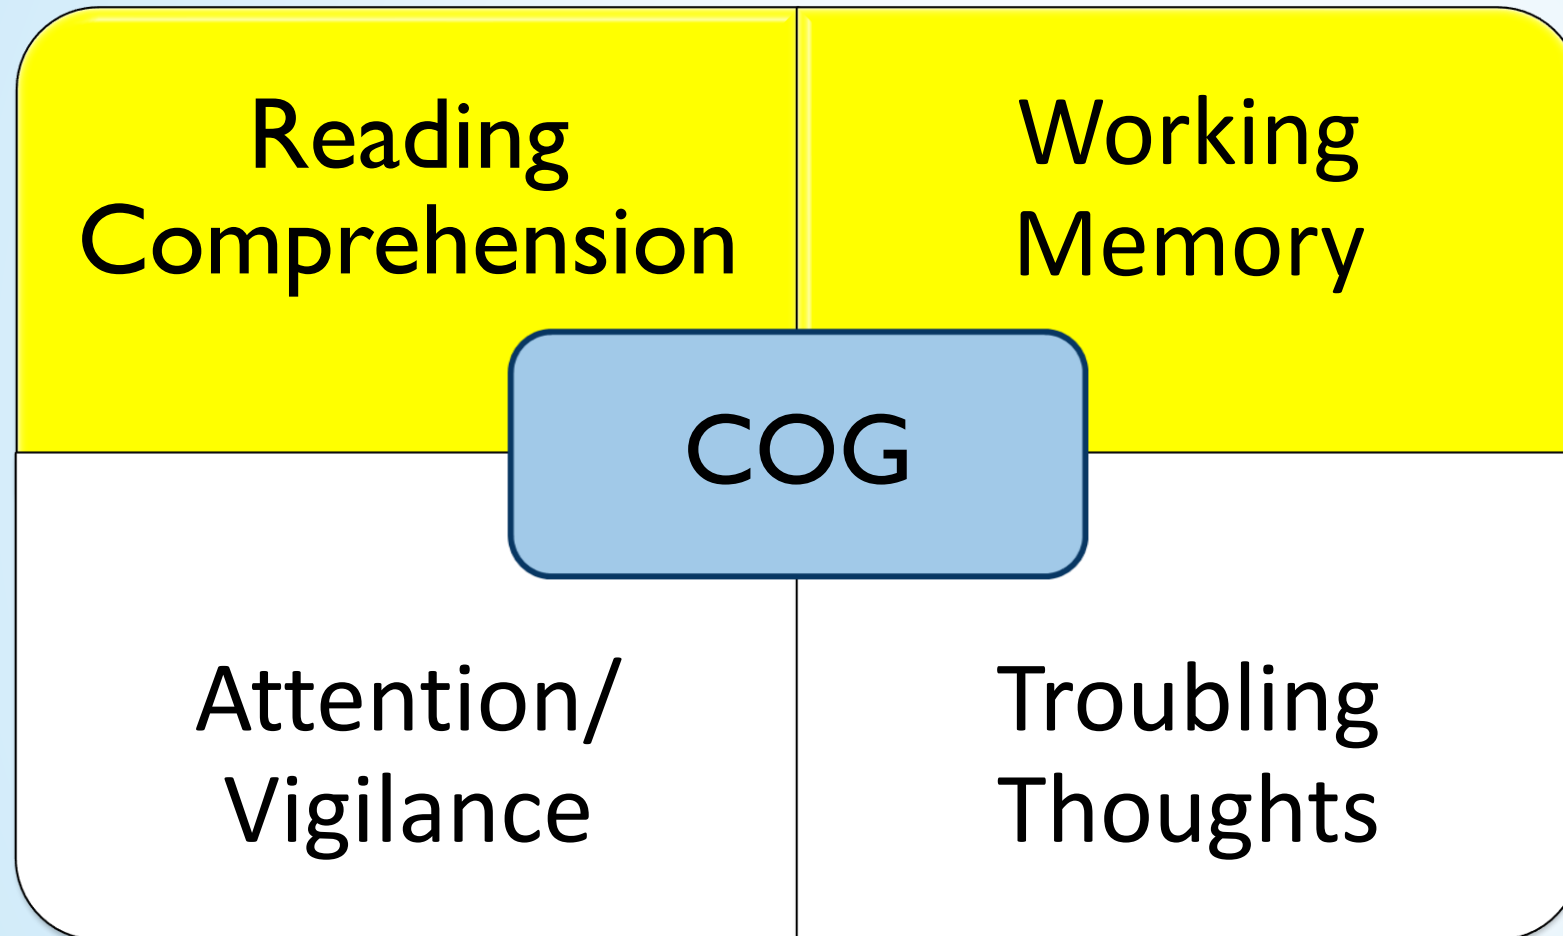 Reading
Comprehension
Working
Memory
COG
Attention/
Vigilance
Troubling
Thoughts